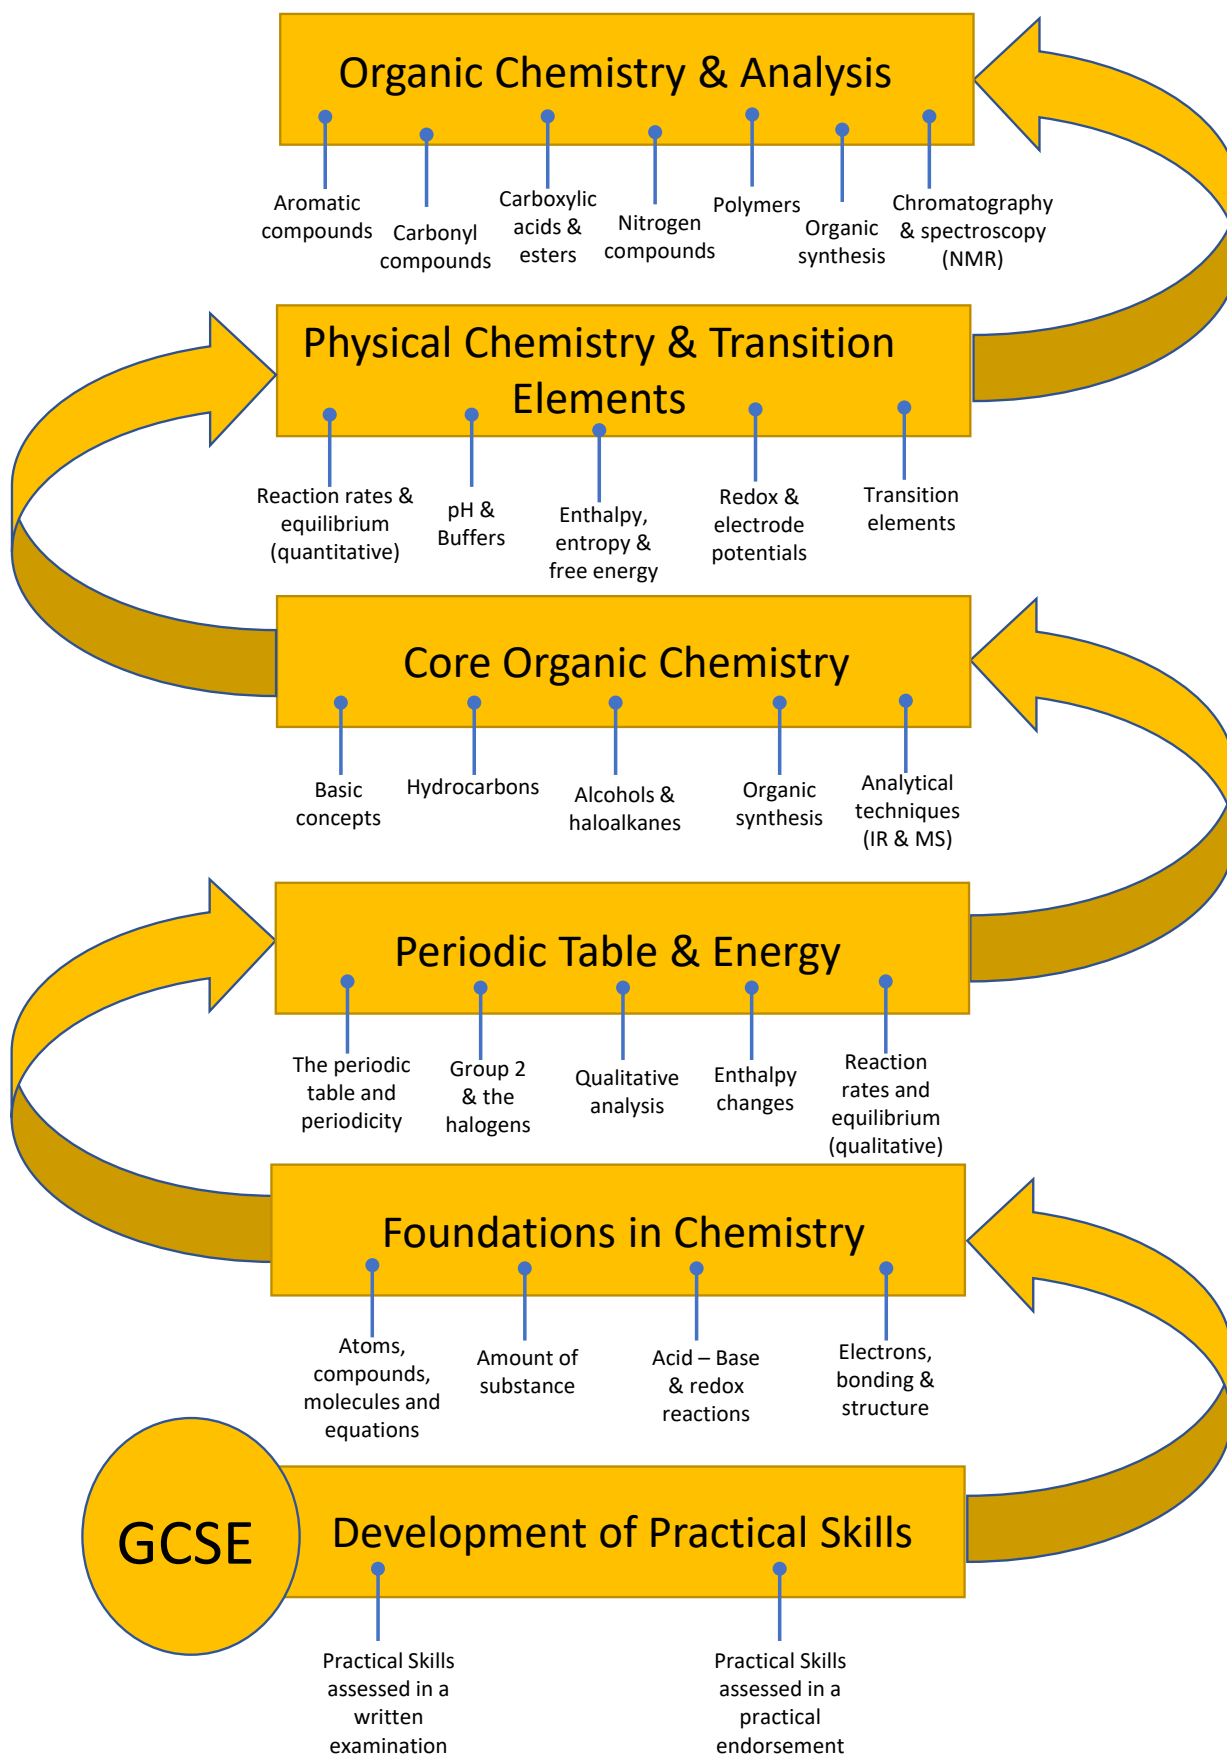 Organic Chemistry & Analysis
Aromatic
compounds
Carbonyl
compounds
Carboxylic
acids &
esters
Nitrogen
compounds
Polymers
Organic
synthesis
Chromatography
& spectroscopy
(NMR)
Physical Chemistry & Transition
Elements
Reaction rates &
equilibrium
(quantitative)
pH &
Buffers
Enthalpy,
entropy &
free energy
Redox &
electrode
potentials
Transition
elements
Core Organic Chemistry
Basic
concepts
Hydrocarbons
Alcohols &
haloalkanes
Organic
synthesis
Analytical
techniques
(IR & MS)
Periodic Table & Energy
The periodic
table and
periodicity
Group 2
& the
halogens
Qualitative
analysis
Enthalpy
changes
Reaction
rates and
equilibrium
(qualitative)
Foundations in Chemistry
Atoms,
compounds,
molecules and
equations
Amount of
substance
Acid – Base
& redox
reactions
Electrons,
bonding &
structure
GCSE
Development of Practical Skills
Practical Skills
assessed in a
written
examination
Practical Skills
assessed in a
practical
endorsement